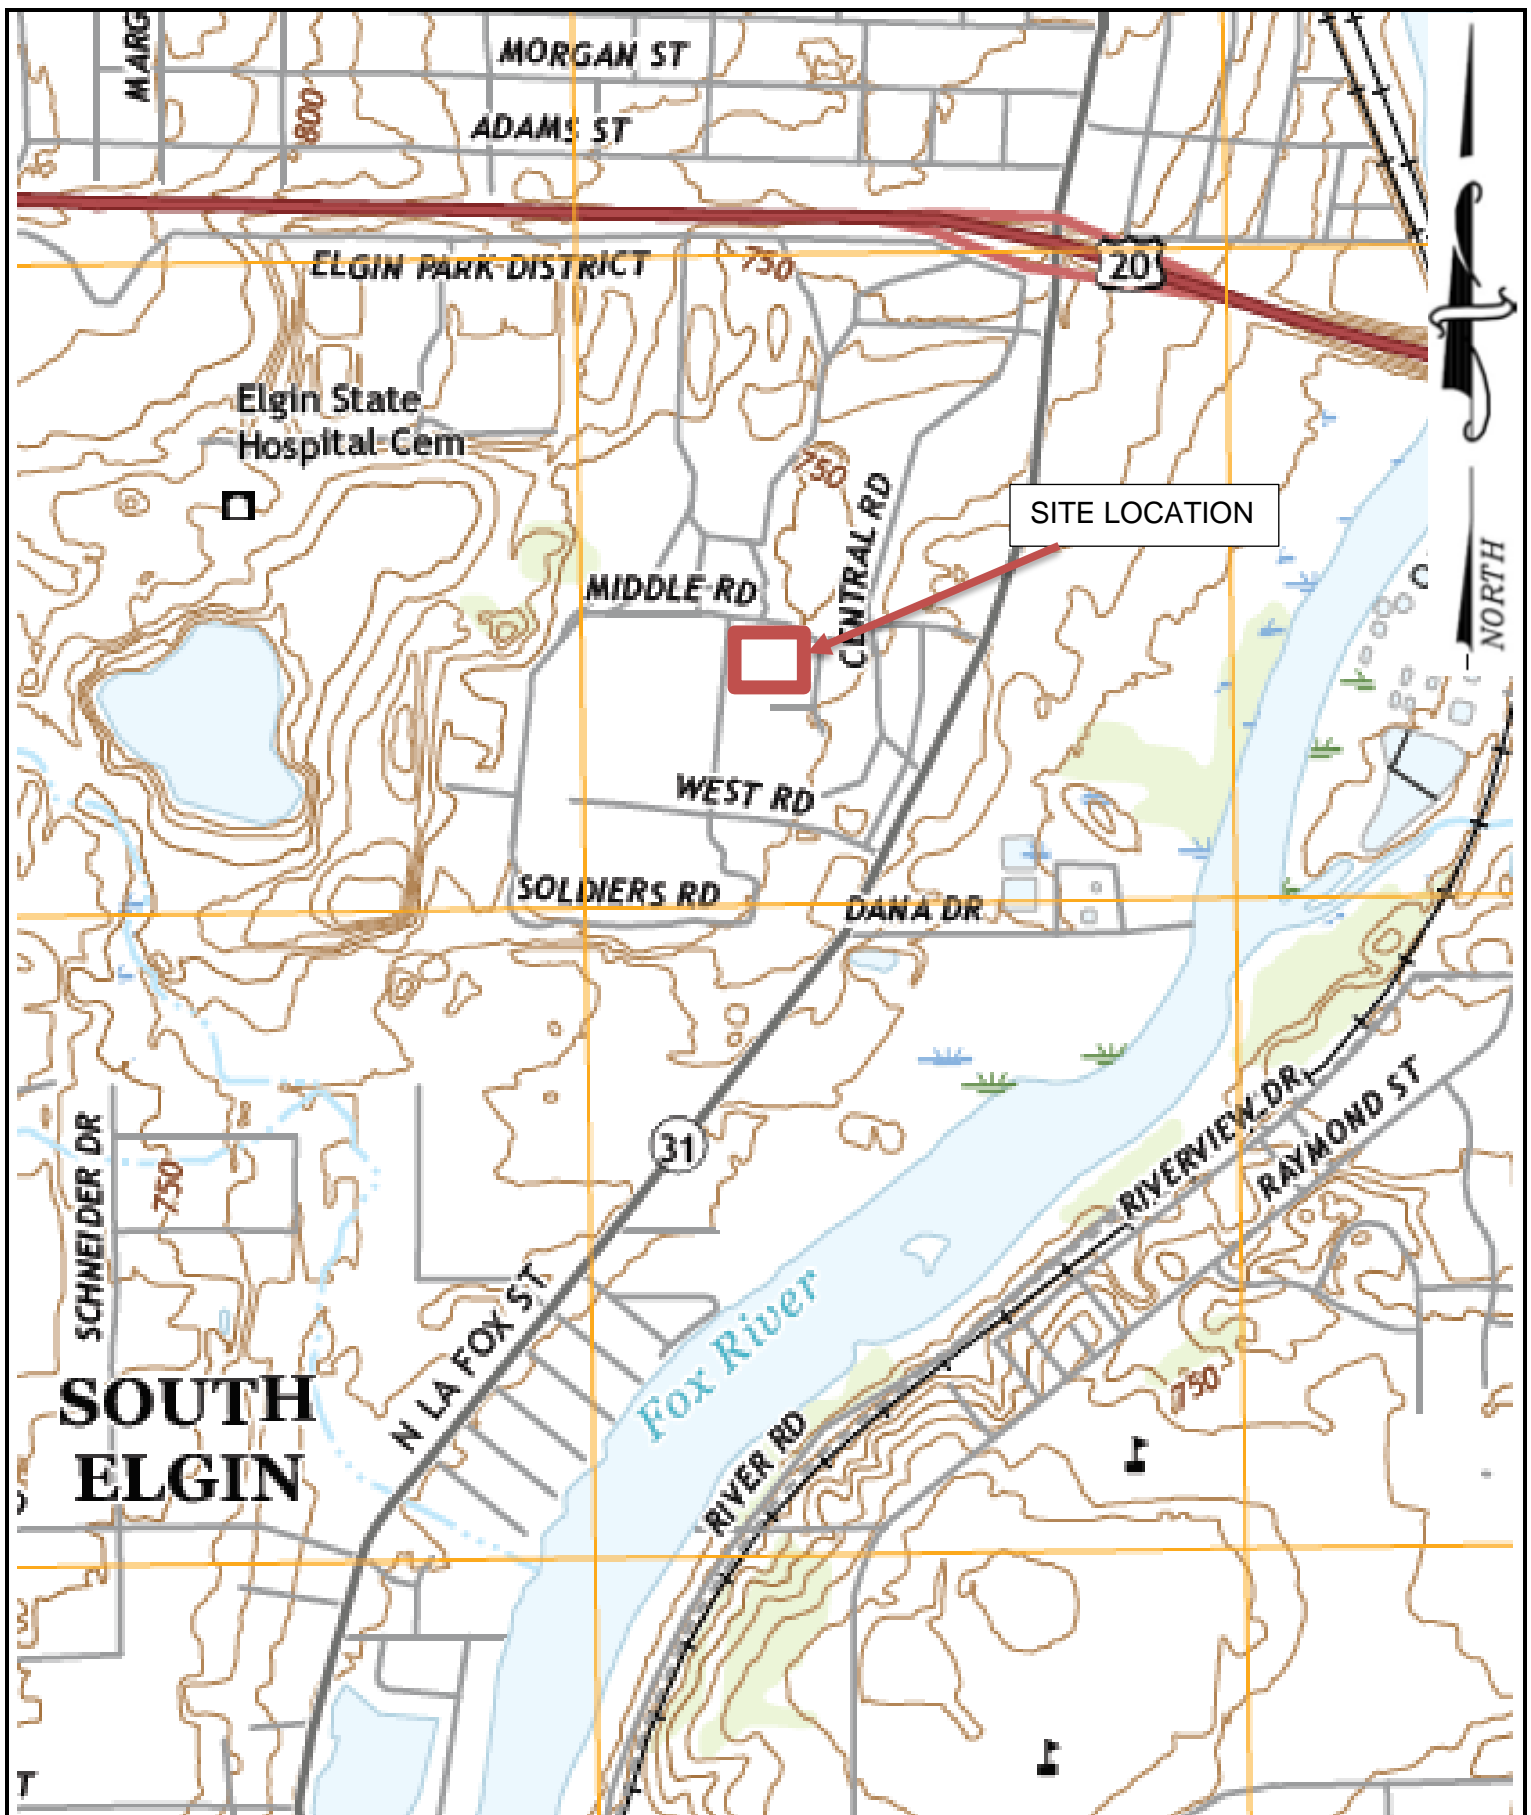 MARG
MORGAN ST
800
ADAMS ST
ELGIN PARK DISTRICT
750
20
Elgin State
Hospital Cem
750
CENTRAL RD
SITE LOCATION
NORTH
MIDDLE RD
WEST RD
SOLDIERS RD
DANA DR
SCHNEIDER DR
750
31
RIVERVIEW DR
RAYMOND ST
N LA FOX ST
Fox River
SOUTH
ELGIN
750
RIVER RD
T